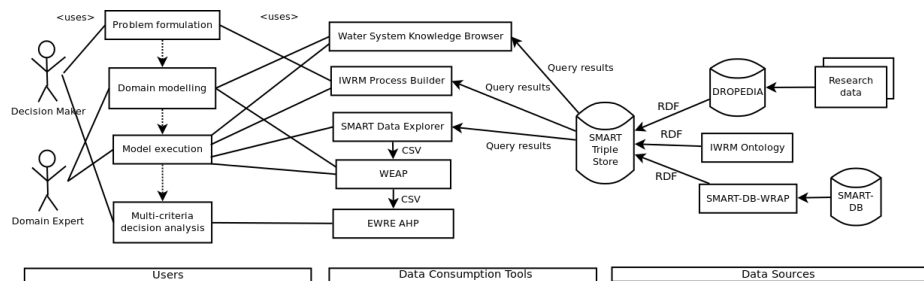 <uses>
<uses>
Problem formulation
Water System Knowledge Browser
Decision Maker
Domain modelling
IWRM Process Builder
Query results
Query results
Query results
DROPEDIA
Research
data
RDF
Model execution
SMART Data Explorer
SMART
Triple
Store
RDF
IWRM Ontology
CSV
WEAP
RDF
Domain Expert
Multi-criteria
decision analysis
CSV
EWRE AHP
SMART-DB-WRAP
SMART-
DB
Users
Data Consumption Tools
Data Sources